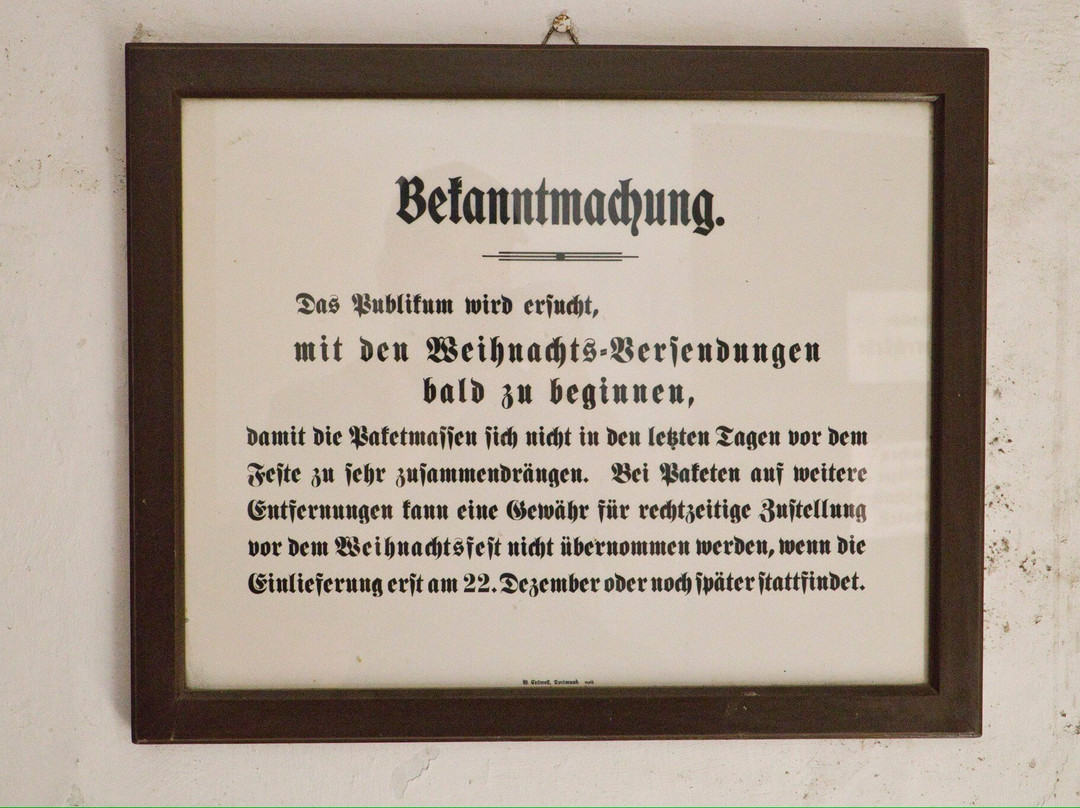 Bekanntmachung.
Das Publikum wird ersucht,
mit den Weihnachts-Versendungen
bald zu beginnen,
damit die Paketmassen sich nicht in den letzten Tagen vor dem
Feste zu sehr zusammendrängen. Bei Paketen auf weitere
Entfernungen kann eine Gewähr für rechtzeitige Zustellung
vor dem Weihnachtsfest nicht übernommen werden, wenn die
Einlieferung erst am 22. Dezember oder noch später stattfindet.
Dortmund